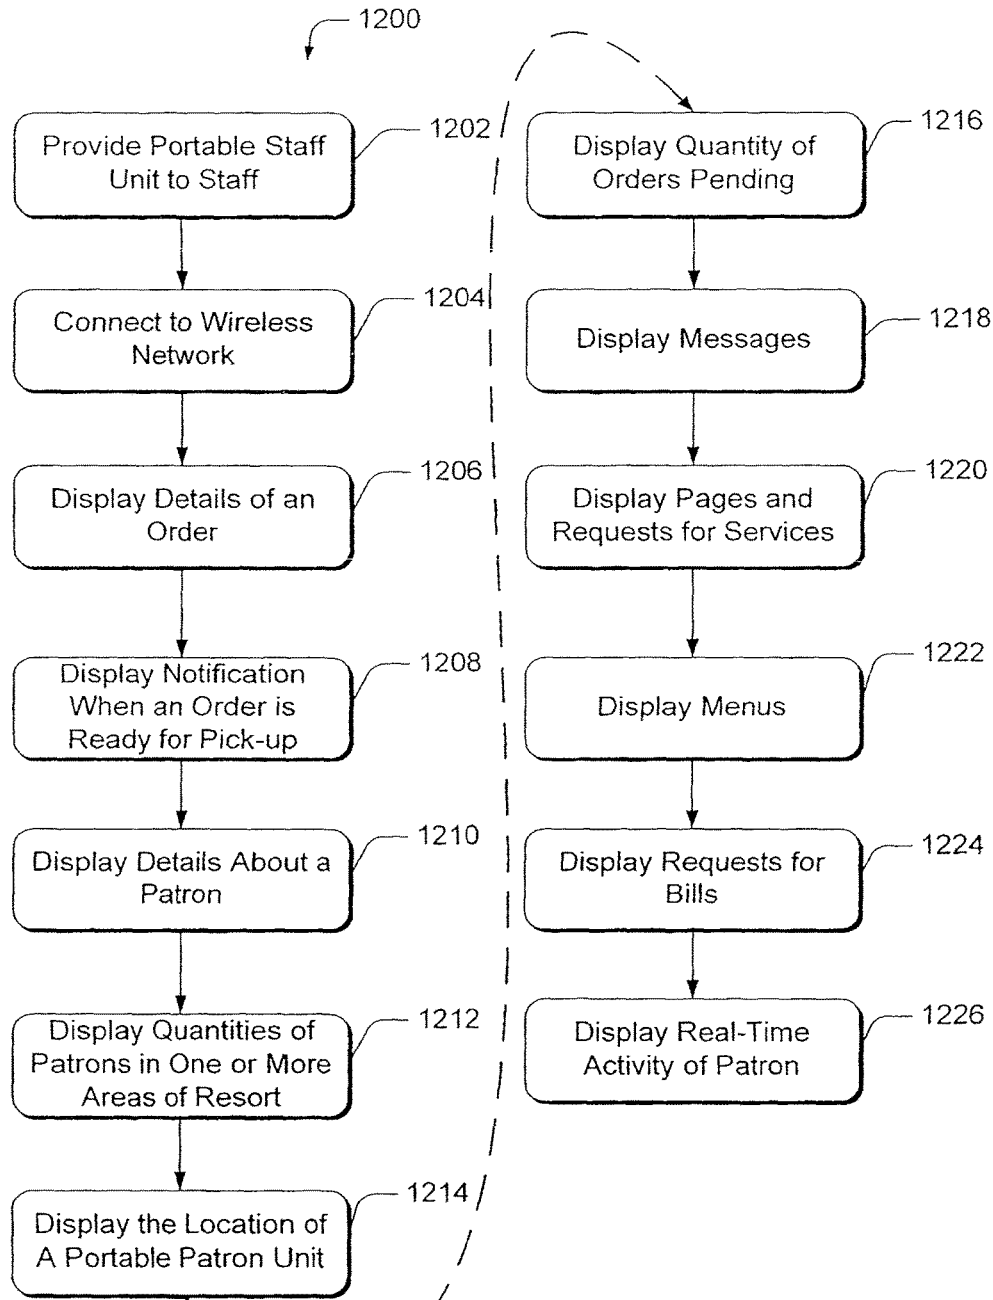 1200
Provide Portable Staff
Unit to Staff
1202
Connect to Wireless
Network
1204
Display Details of an
Order
1206
Display Notification
When an Order is
Ready for Pick-up
1208
Display Details About a
Patron
1210
Display Quantities of
Patrons in One or More
Areas of Resort
1212
Display the Location of
A Portable Patron Unit
1214
Display Quantity of
Orders Pending
1216
Display Messages
1218
Display Pages and
Requests for Services
1220
Display Menus
1222
Display Requests for
Bills
1224
Display Real-Time
Activity of Patron
1226